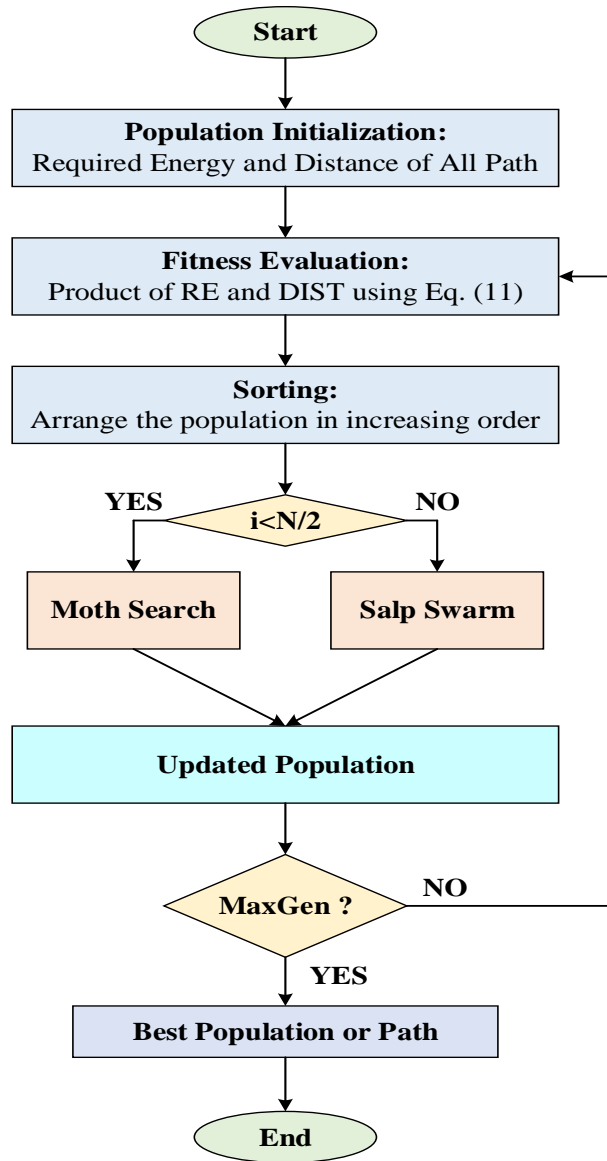 Start
Population Initialization:
Required Energy and Distance of All Path
Fitness Evaluation:
Product of RE and DIST using Eq. (11)
Sorting:
Arrange the population in increasing order
YES
NO
i<N/2
Moth Search
Salp Swarm
Updated Population
MaxGen ?
NO
YES
Best Population or Path
End